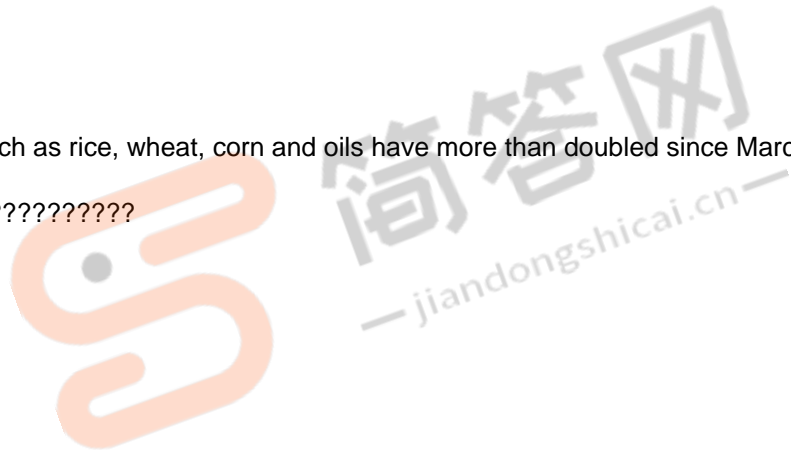 简答网
jiandongshicai.cn
ch as rice, wheat, corn and oils have more than doubled since Marc
??????????